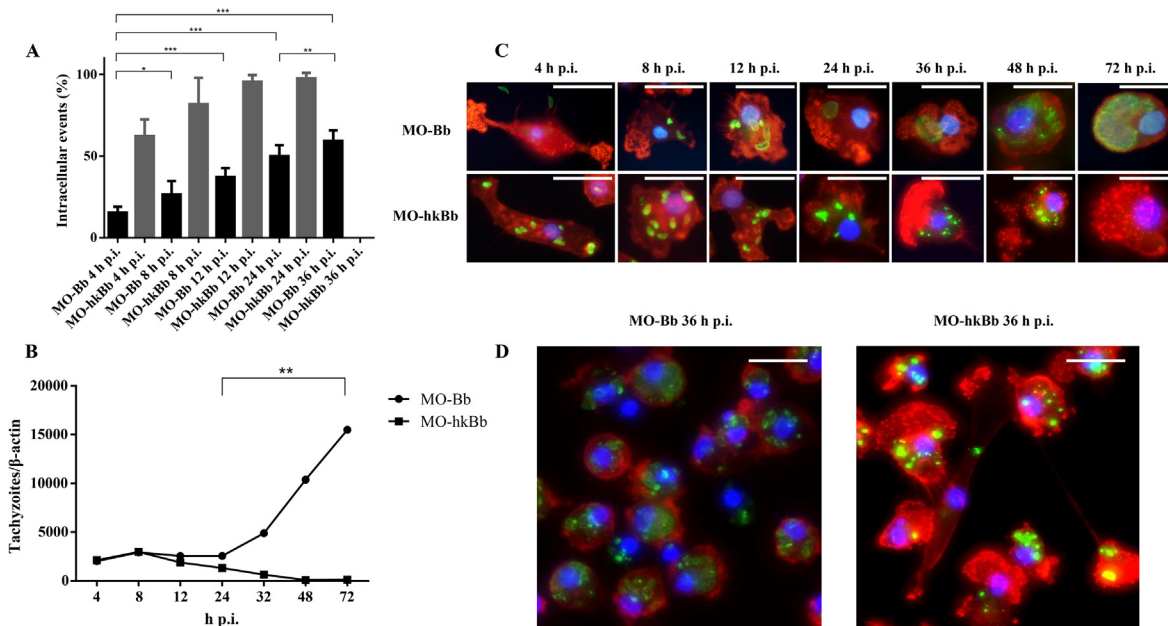 A
***
***
***
**
*
Intracellular events (%)
100
50
0
MO-Bb 4 h p.i.
MO-hkBb 4 h p.i.
MO-Bb 8 h p.i.
MO-hkBb 8 h p.i.
MO-Bb 12 h p.i.
MO-hkBb 12 h p.i.
MO-Bb 24 h p.i.
MO-hkBb 24 h p.i.
MO-Bb 36 h p.i.
MO-hkBb 36 h p.i.
B
Tachyzoites/β-actin
20000
15000
10000
5000
0
**
4 8 12 24 32 48 72
h p.i.
MO-Bb
MO-hkBb
C
4 h p.i. 8 h p.i. 12 h p.i. 24 h p.i. 36 h p.i. 48 h p.i. 72 h p.i.
MO-Bb
MO-hkBb
D
MO-Bb 36 h p.i. MO-hkBb 36 h p.i.